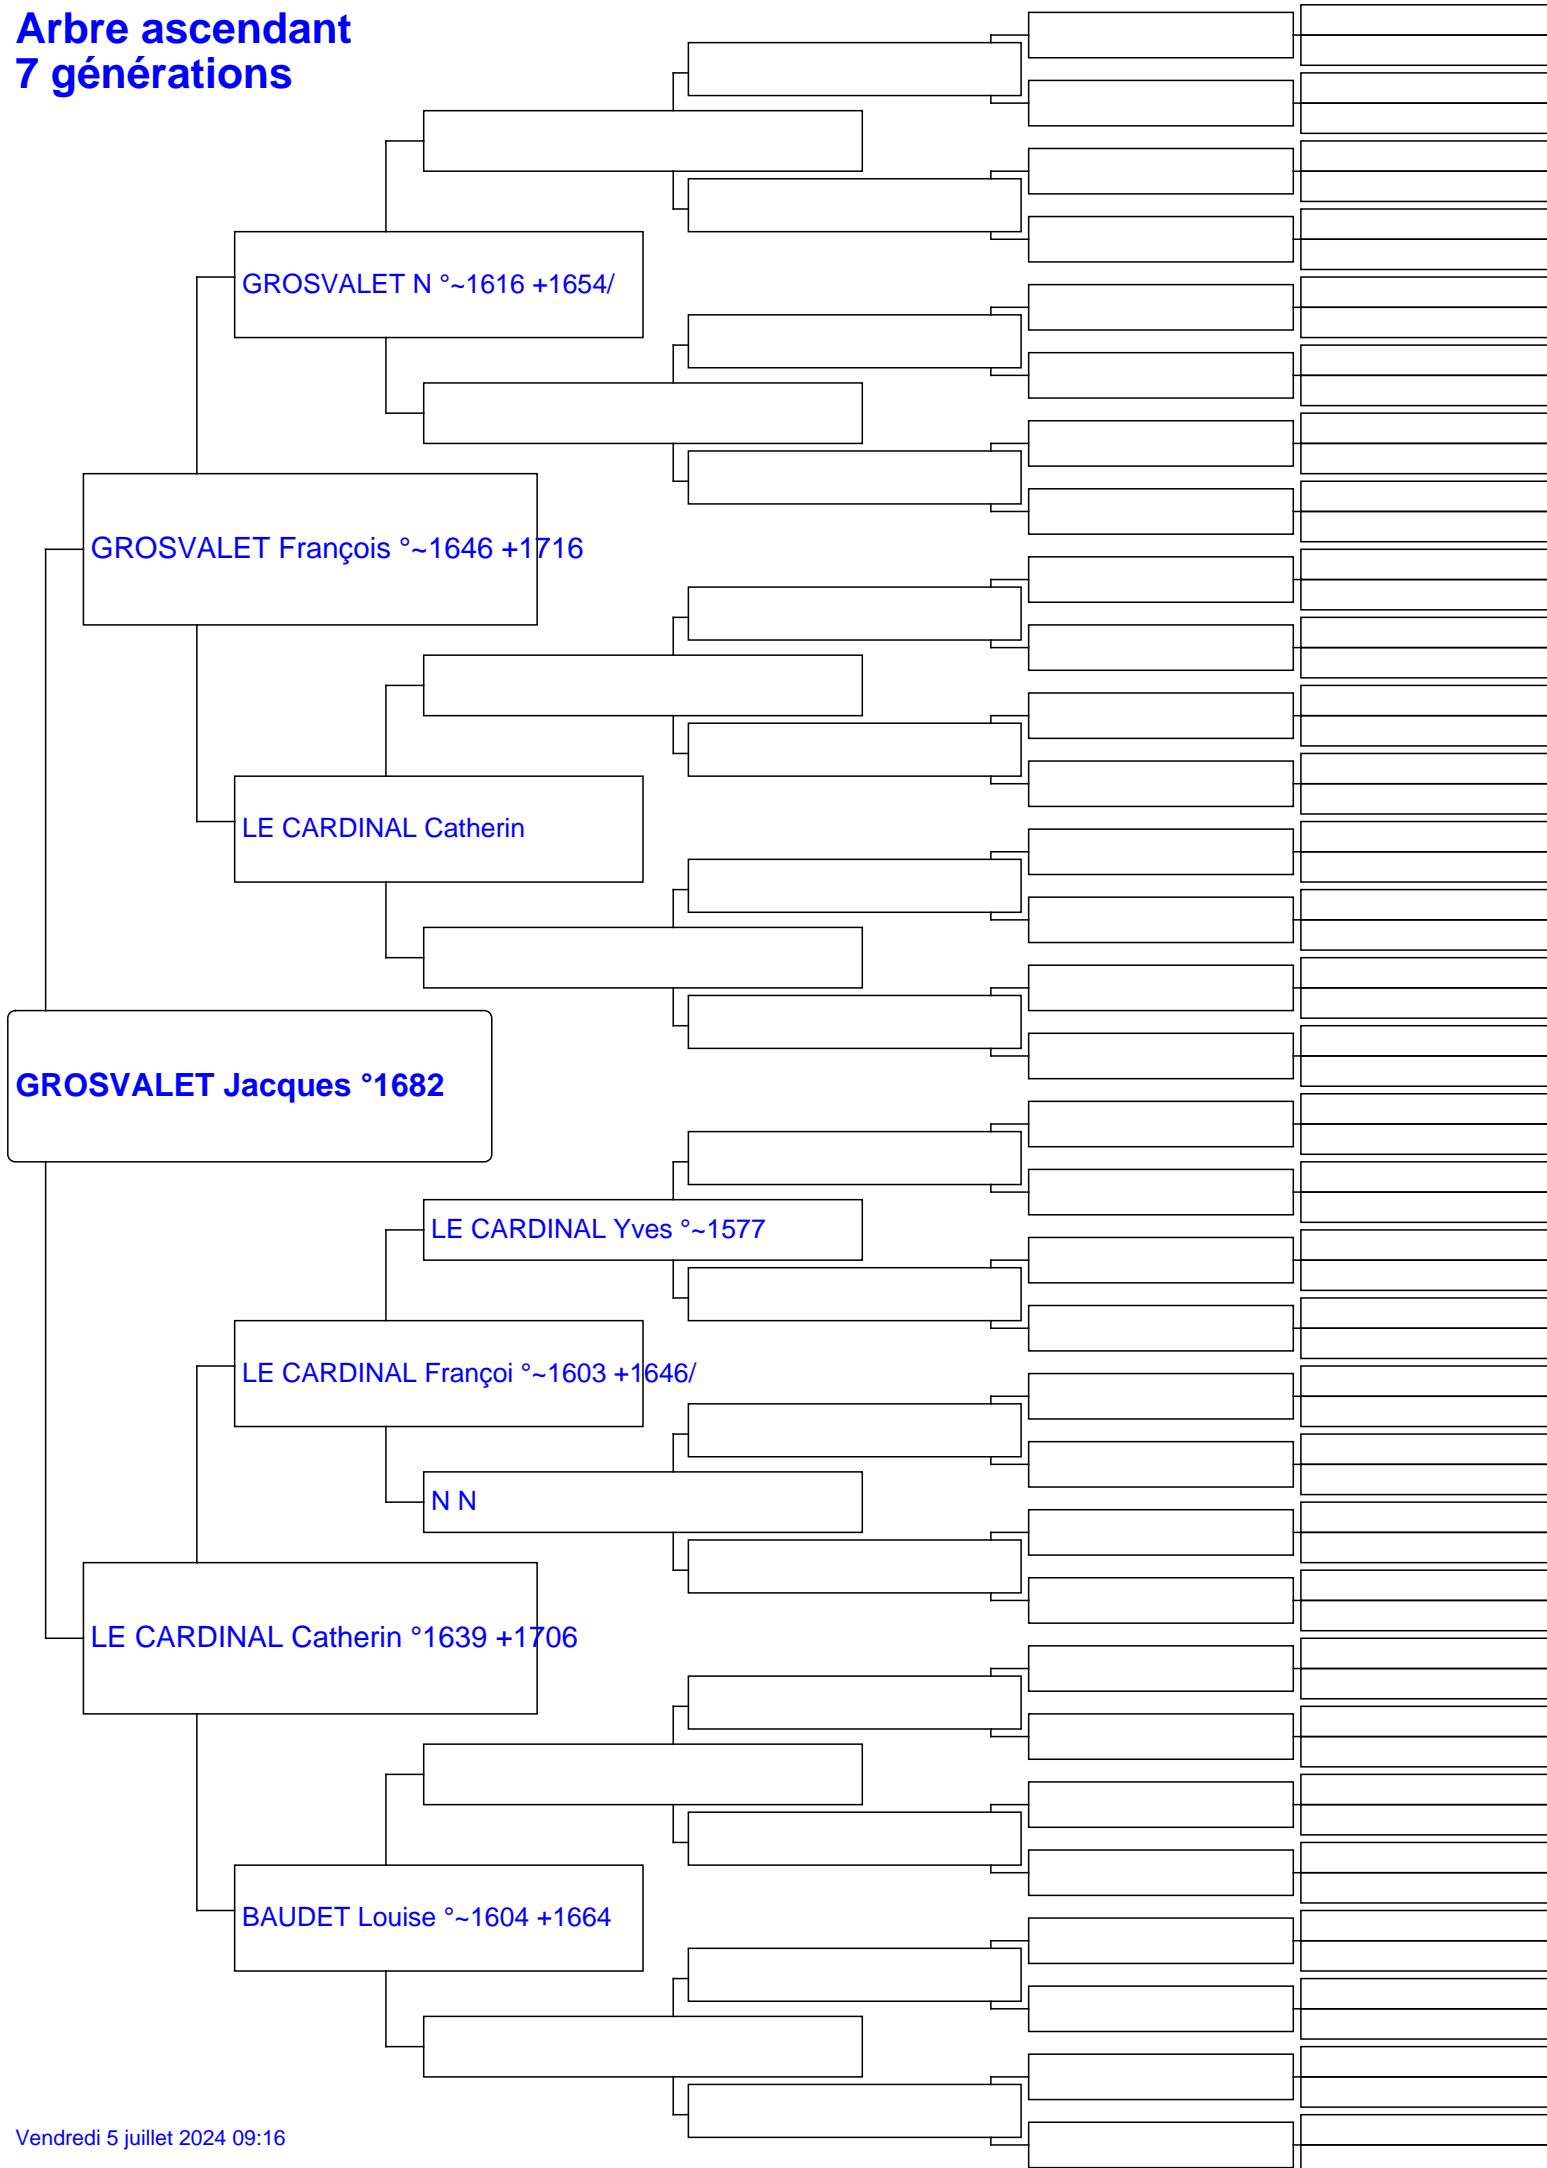 Arbre ascendant
7 générations
GROSVALET N °~1616 +1654/
GROSVALET François °~1646 +1716
LE CARDINAL Catherin
GROSVALET Jacques °1682
LE CARDINAL Yves °~1577
LE CARDINAL Françoi °~1603 +1646/
N N
LE CARDINAL Catherin °1639 +1706
BAUDET Louise °~1604 +1664
Vendredi 5 juillet 2024 09:16